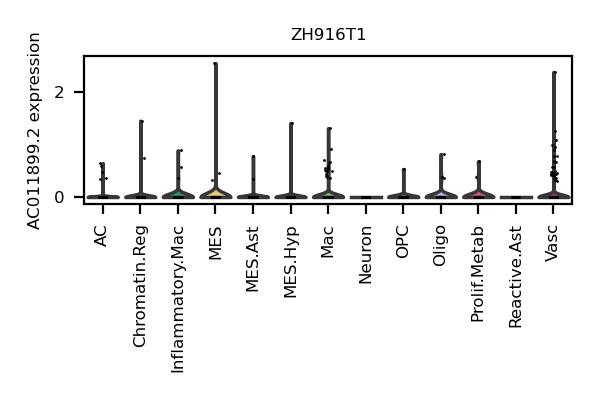 ZH916T1
AC011899.2 expression
2
0
AC
Chromatin.Reg
Inflammatory.Mac
MES
MES.Ast
MES.Hyp
Mac
Neuron
OPC
Oligo
Prolif.Metab
Reactive.Ast
Vasc